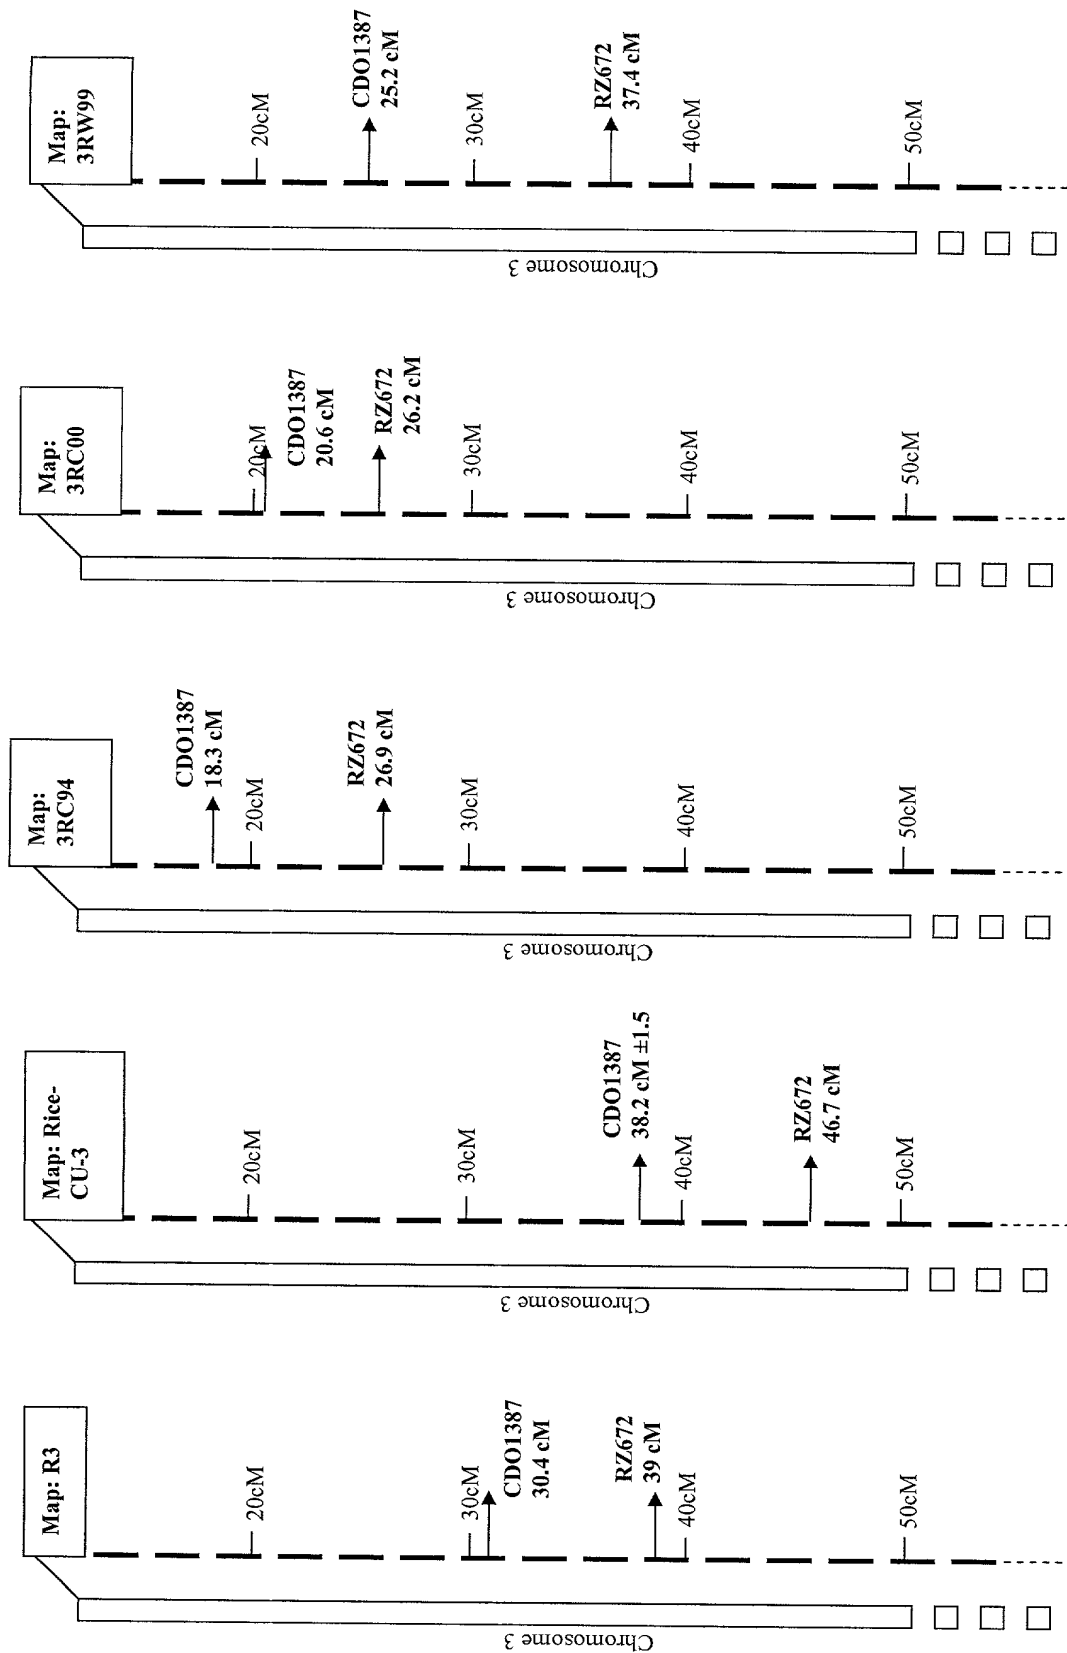 Map: R3
20cM
30cM
CDO1387
30.4 cM
RZ672
39 cM
40cM
50cM
Chromosome 3
Map: Rice-
CU-3
20cM
30cM
CDO1387
38.2 cM ±1.5
40cM
RZ672
46.7 cM
50cM
Chromosome 3
Map:
3RC94
CDO1387
18.3 cM
20cM
RZ672
26.9 cM
30cM
40cM
50cM
Chromosome 3
Map:
3RC00
20cM
CDO1387
20.6 cM
RZ672
26.2 cM
30cM
40cM
50cM
Chromosome 3
Map:
3RW99
20cM
CDO1387
25.2 cM
30cM
RZ672
37.4 cM
40cM
50cM
Chromosome 3